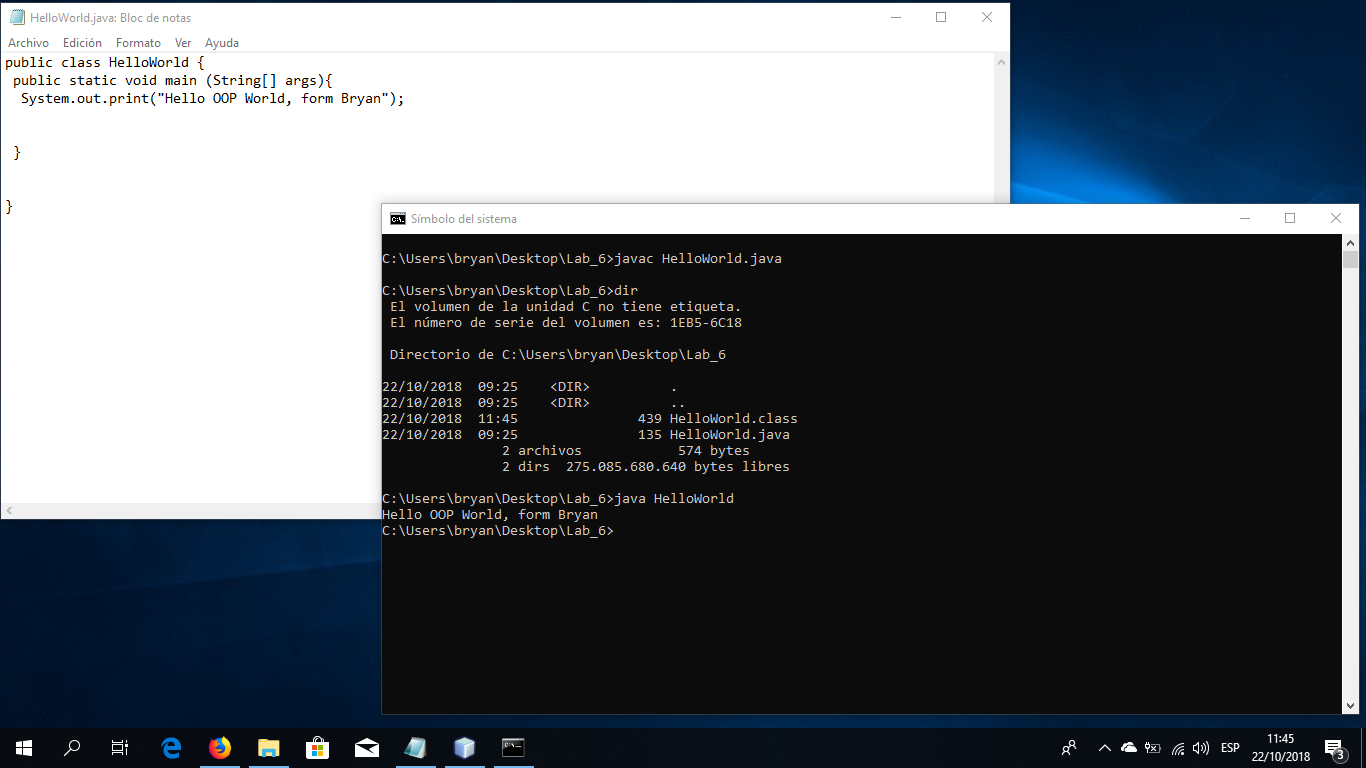 HelloWorld.java: Bloc de notas
Archivo Edición Formato Ver Ayuda
public class HelloWorld {
 public static void main (String[] args){
  System.out.print("Hello OOP World, form Bryan");
 }
}
Símbolo del sistema
C:\Users\bryan\Desktop\Lab_6>javac HelloWorld.java
C:\Users\bryan\Desktop\Lab_6>dir
 El volumen de la unidad C no tiene etiqueta.
 El número de serie del volumen es: 1EB5-6C18
 Directorio de C:\Users\bryan\Desktop\Lab_6
22/10/2018  09:25    <DIR>          .
22/10/2018  09:25    <DIR>          ..
22/10/2018  11:45               439 HelloWorld.class
22/10/2018  09:25               135 HelloWorld.java
               2 archivos            574 bytes
               2 dirs  275.085.680.640 bytes libres
C:\Users\bryan\Desktop\Lab_6>java HelloWorld
Hello OOP World, form Bryan
C:\Users\bryan\Desktop\Lab_6>
ESP
11:45
22/10/2018
3